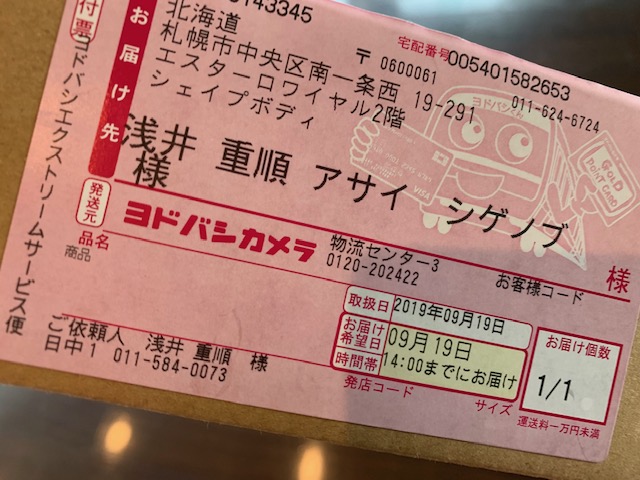 143345
付票
お届け先
北海道
札幌市中央区南一条西 19-291
エスターロワイヤル2階
シェイプボディ
〒 0600061
宅配番号 005401582653
011-624-6724
浅井 重順 アサイ シゲノブ 様
様
ヨドバシくん
GOLD POINT CARD
VISA
発送元
ヨドバシカメラ
物流センター3
0120-202422
お客様コード
品名
商品
取扱日 2019年09月19日
お届け希望日 09月19日
時間帯 14:00までにお届け
お届け個数
1/1
発店コード
サイズ
運送料一万円未満
ご依頼人 浅井 重順 様
日中1 011-584-0073
ヨドバシエクストリームサービス便